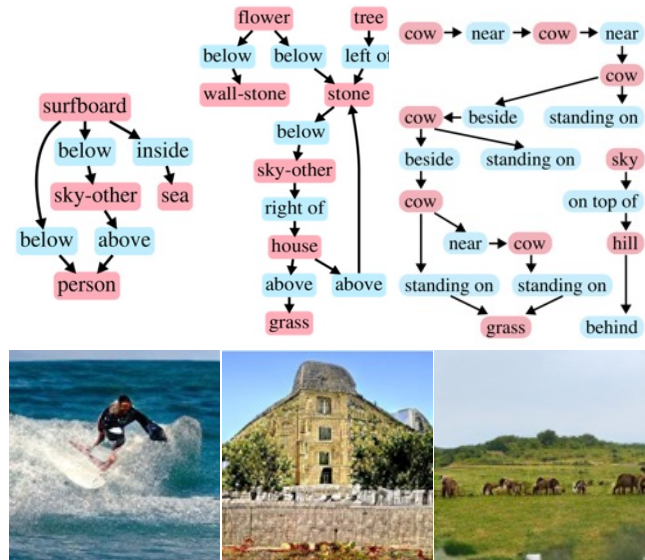 surfboard
below inside
sky-other sea
below above
person
flower tree
below below left of
wall-stone stone
below
sky-other
right of
house
above above
grass
cow near cow near
cow
cow beside standing on
beside standing on sky
cow on top of
near cow hill
standing on standing on
grass behind